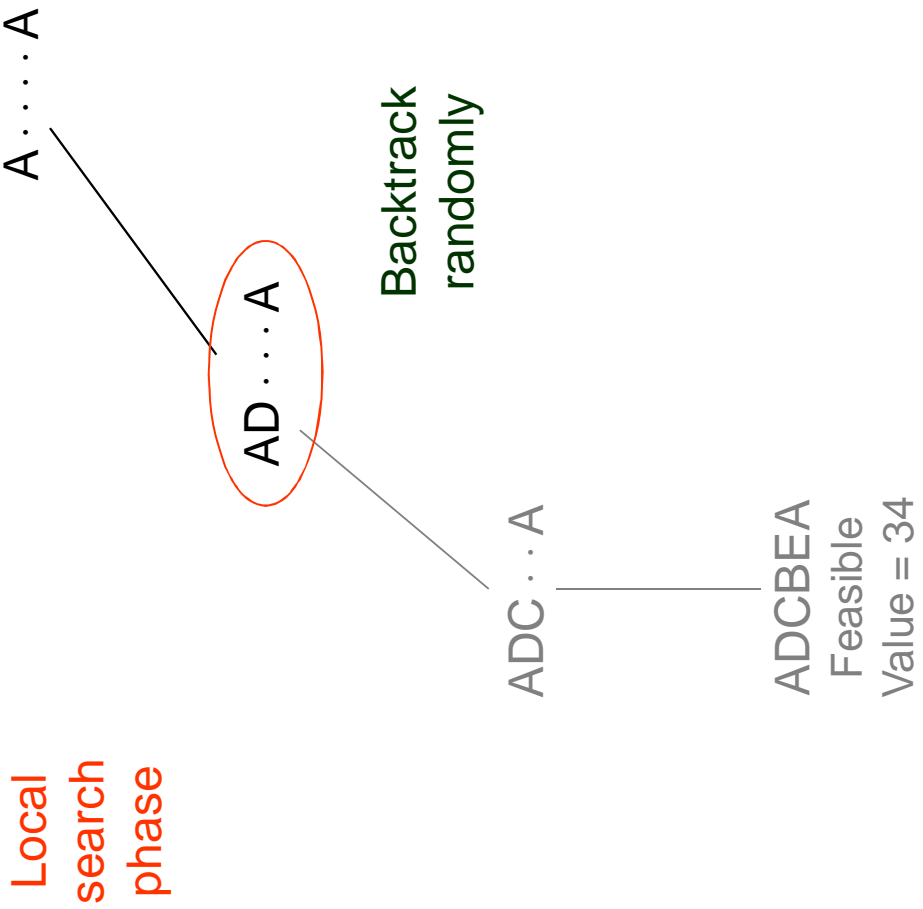 Local
search
phase
A · · · · A
AD · · · A
Backtrack
randomly
ADC · · A
ADCBEA
Feasible
Value = 34